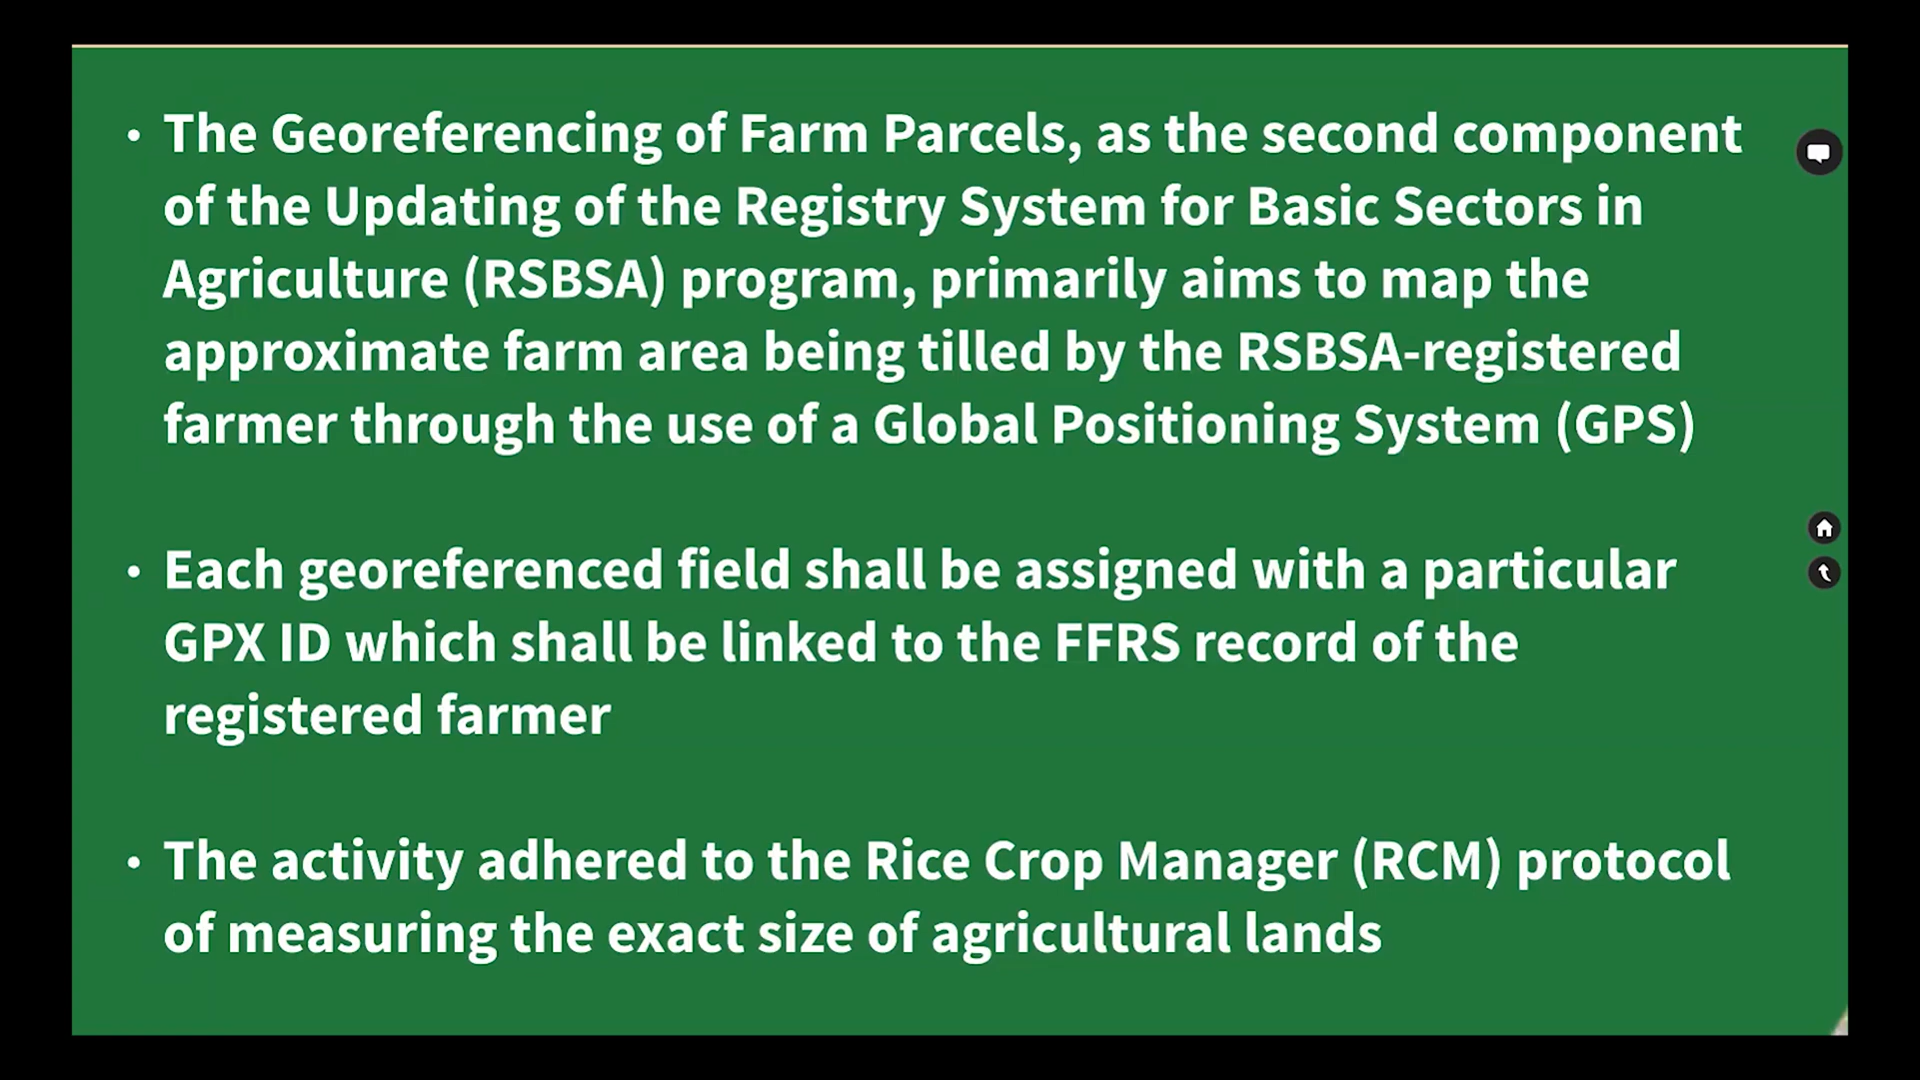 • The Georeferencing of Farm Parcels, as the second component
of the Updating of the Registry System for Basic Sectors in
Agriculture (RSBSA) program, primarily aims to map the
approximate farm area being tilled by the RSBSA-registered
farmer through the use of a Global Positioning System (GPS)
• Each georeferenced field shall be assigned with a particular
GPX ID which shall be linked to the FFRS record of the
registered farmer
• The activity adhered to the Rice Crop Manager (RCM) protocol
of measuring the exact size of agricultural lands